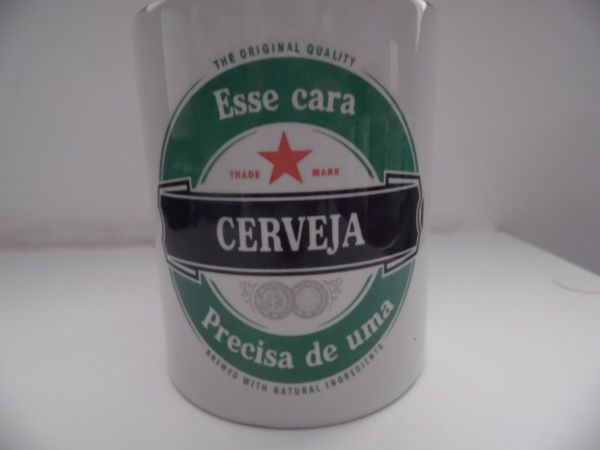 THE ORIGINAL QUALITY
Esse cara
TRADE MARK
CERVEJA
Precisa de uma
BREWED WITH NATURAL INGREDIENTS